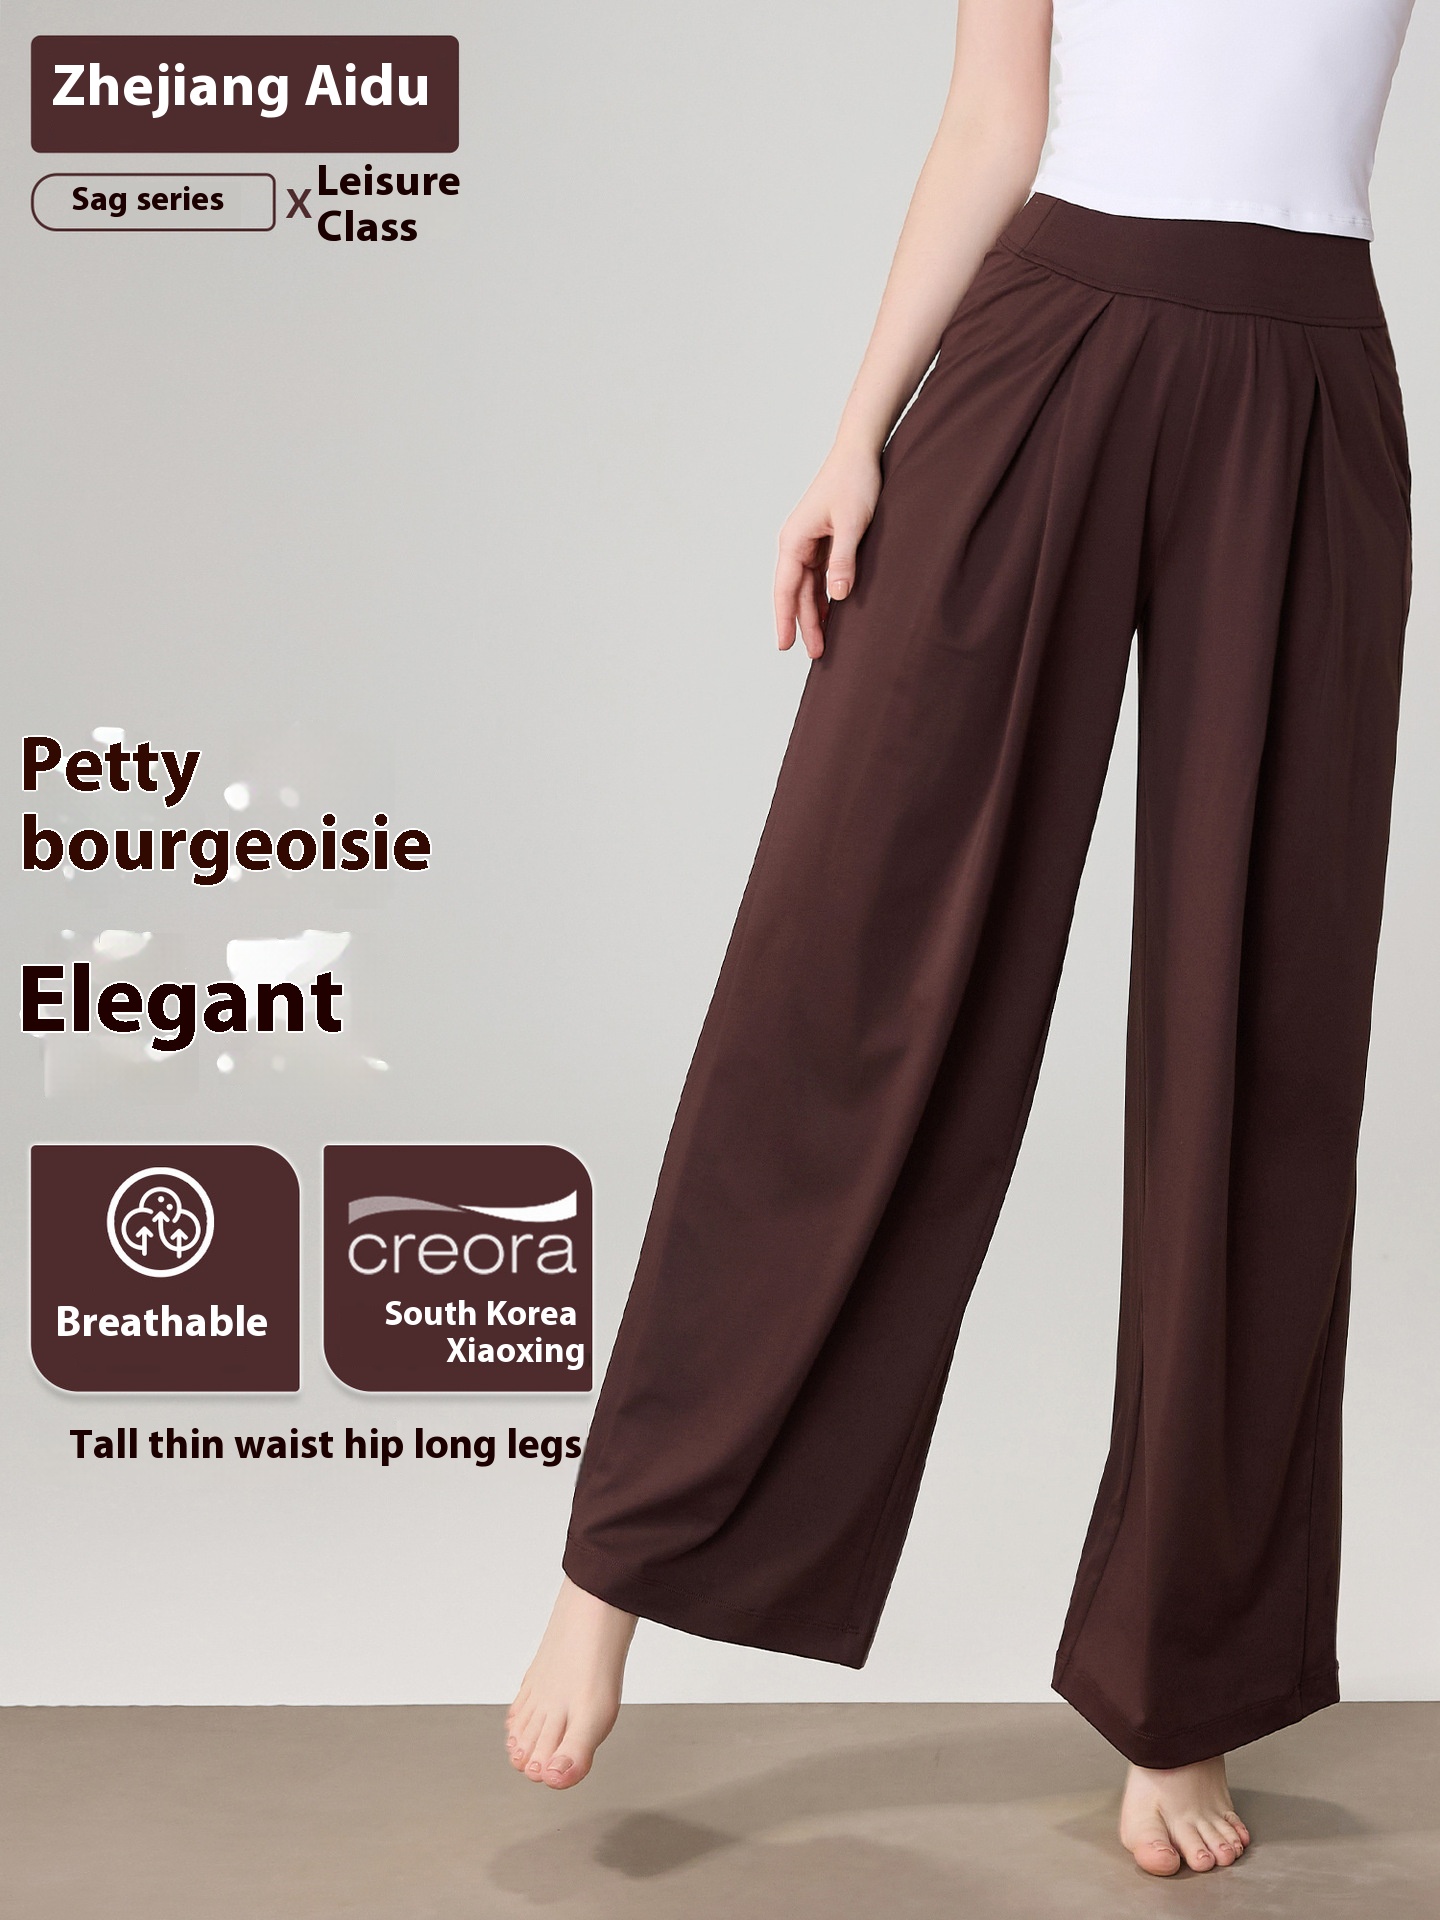 Zhejiang Aidu
Sag series
X
Leisure
Class
Petty
bourgeoisie
Elegant
Breathable
creora
South Korea
Xiaoxing
Tall thin waist hip long legs